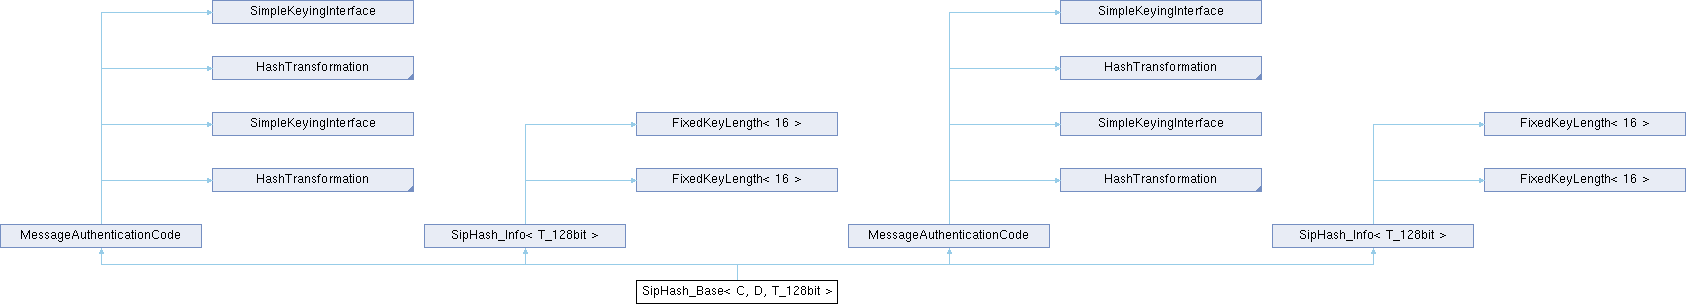 SimpleKeyingInterface
SimpleKeyingInterface
HashTransformation
HashTransformation
SimpleKeyingInterface
FixedKeyLength< 16 >
SimpleKeyingInterface
FixedKeyLength< 16 >
HashTransformation
FixedKeyLength< 16 >
HashTransformation
FixedKeyLength< 16 >
MessageAuthenticationCode
SipHash_Info< T_128bit >
MessageAuthenticationCode
SipHash_Info< T_128bit >
SipHash_Base< C, D, T_128bit >